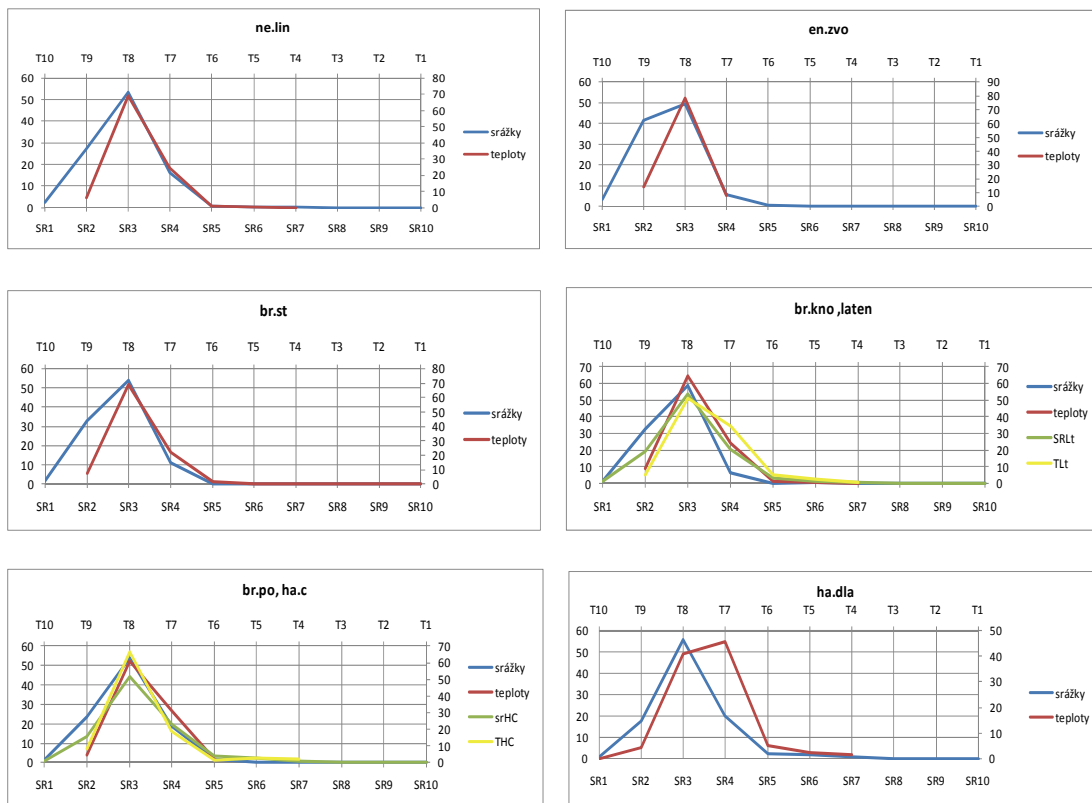 ne.lin
T10 T9 T8 T7 T6 T5 T4 T3 T2 T1
60 80
50 70
40 60
30 50
20 40
10 30
0 20
10
0
srážky
teploty
SR1 SR2 SR3 SR4 SR5 SR6 SR7 SR8 SR9 SR10
en.zvo
T10 T9 T8 T7 T6 T5 T4 T3 T2 T1
60 90
50 80
40 70
30 60
20 50
10 40
0 30
20
10
0
srážky
teploty
SR1 SR2 SR3 SR4 SR5 SR6 SR7 SR8 SR9 SR10
br.st
T10 T9 T8 T7 T6 T5 T4 T3 T2 T1
60 80
50 70
40 60
30 50
20 40
10 30
0 20
10
0
srážky
teploty
SR1 SR2 SR3 SR4 SR5 SR6 SR7 SR8 SR9 SR10
br.kno ,laten
T10 T9 T8 T7 T6 T5 T4 T3 T2 T1
70 70
60 60
50 50
40 40
30 30
20 20
10 10
0 0
srážky
teploty
SRLt
TLt
SR1 SR2 SR3 SR4 SR5 SR6 SR7 SR8 SR9 SR10
br.po, ha.c
T10 T9 T8 T7 T6 T5 T4 T3 T2 T1
60 70
50 60
40 50
30 40
20 30
10 20
0 10
0
srážky
teploty
srHC
THC
SR1 SR2 SR3 SR4 SR5 SR6 SR7 SR8 SR9 SR10
ha.dla
T10 T9 T8 T7 T6 T5 T4 T3 T2 T1
60 50
50 40
40 30
30 20
20 10
10 0
0
srážky
teploty
SR1 SR2 SR3 SR4 SR5 SR6 SR7 SR8 SR9 SR10